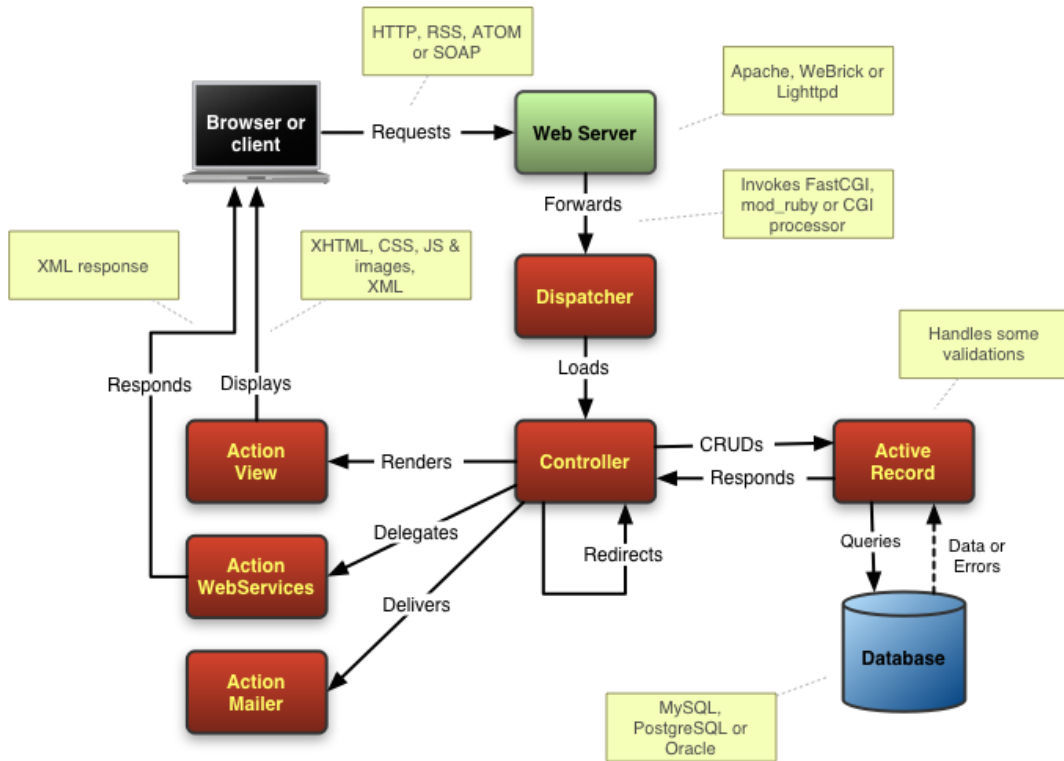 HTTP, RSS, ATOM
or SOAP
Apache, WeBrick or
Lighttpd
Browser or
client
Requests
Web Server
Invokes FastCGI,
mod_ruby or CGI
processor
Forwards
XML response
XHTML, CSS, JS &
images,
XML
Dispatcher
Handles some
validations
Loads
Responds
Displays
Action
View
Renders
Controller
CRUDs
Responds
Active
Record
Delegates
Redirects
Queries
Data or
Errors
Action
WebServices
Delivers
Action
Mailer
Database
MySQL,
PostgreSQL or
Oracle